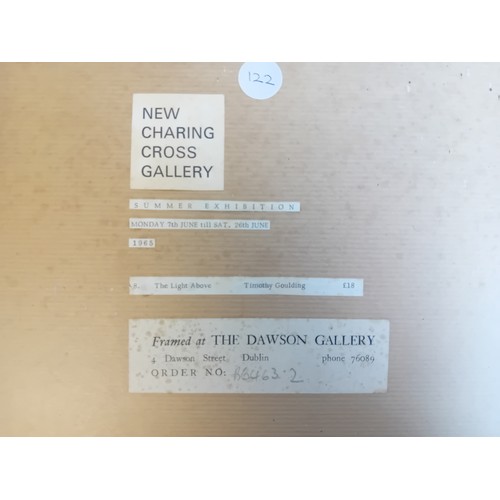 122
NEW
CHARING
CROSS
GALLERY
SUMMER EXHIBITION
MONDAY 7th JUNE till SAT. 26th JUNE
1965
The Light Above Timothy Goulding £18
Framed at THE DAWSON GALLERY
4 Dawson Street, Dublin phone 76089
ORDER NO: